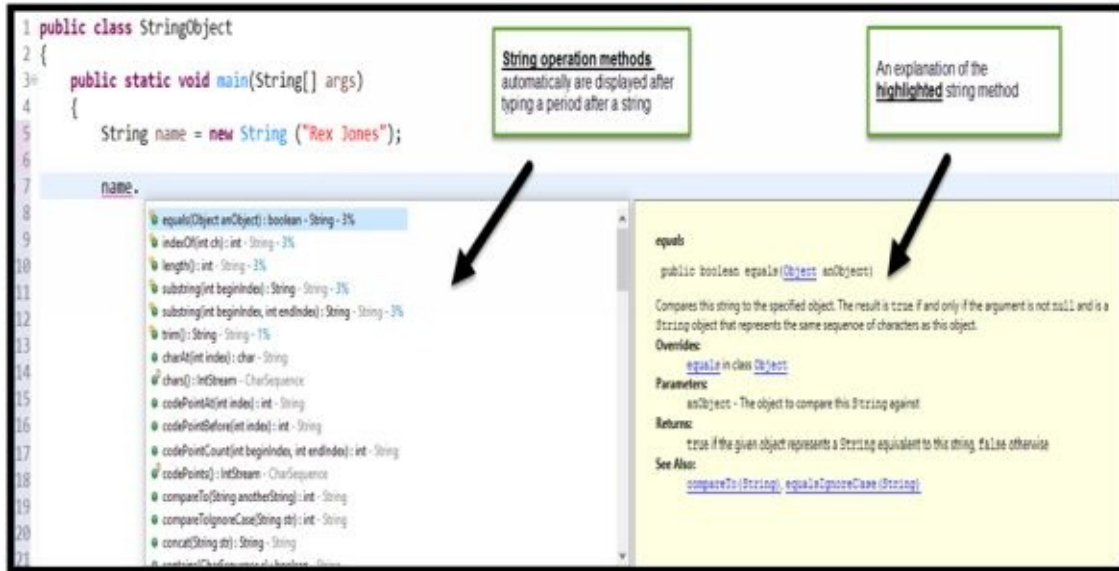 1 public class StringObject
2 {
3 public static void main(String[] args)
4 {
5 String name = new String ("Rex Jones");
6
7 name.
8
9
10
11
12
13
14
15
16
17
18
19
20
21
String operation methods
automatically are displayed after
typing a period after a string
An explanation of the
highlighted string method
equals(Object anObject) : boolean - String - 3%
indexOf(int ch) : int - String - 3%
length() : int - String - 3%
substring(int beginIndex) : String - String - 3%
substring(int beginIndex, int endIndex) : String - String - 3%
trim() : String - String - 1%
charAt(int index) : char - String
chars() : IntStream - CharSequence
codePointAt(int index) : int - String
codePointBefore(int index) : int - String
codePointCount(int beginIndex, int endIndex) : int - String
codePoints() : IntStream - CharSequence
compareTo(String anotherString) : int - String
compareToIgnoreCase(String str) : int - String
concat(String str) : String - String
equals
public boolean equals(Object anObject)
Compares this string to the specified object. The result is true if and only if the argument is not null and is a
String object that represents the same sequence of characters as this object.
Overrides:
equals in class Object
Parameters:
anObject - The object to compare this String against
Returns:
true if the given object represents a String equivalent to this string, false otherwise
See Also:
compareTo(String), equalsIgnoreCase(String)